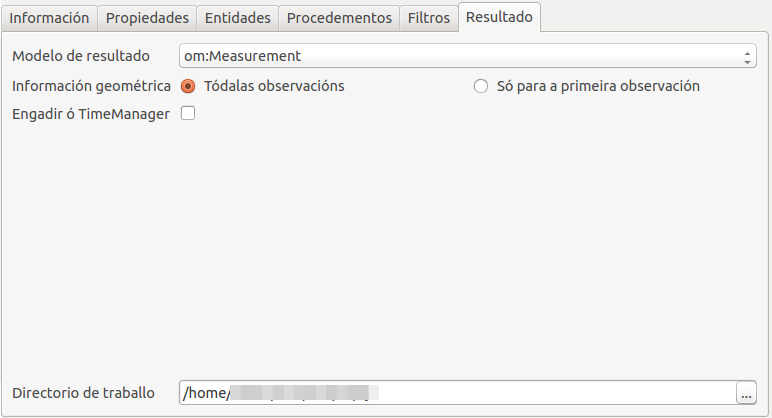 Información Propiedades Entidades Procedementos Filtros Resultado
Modelo de resultado om:Measurement
Información geométrica Tódalas observacións Só para a primeira observación
Engadir ó TimeManager
Directorio de traballo /home/ ...